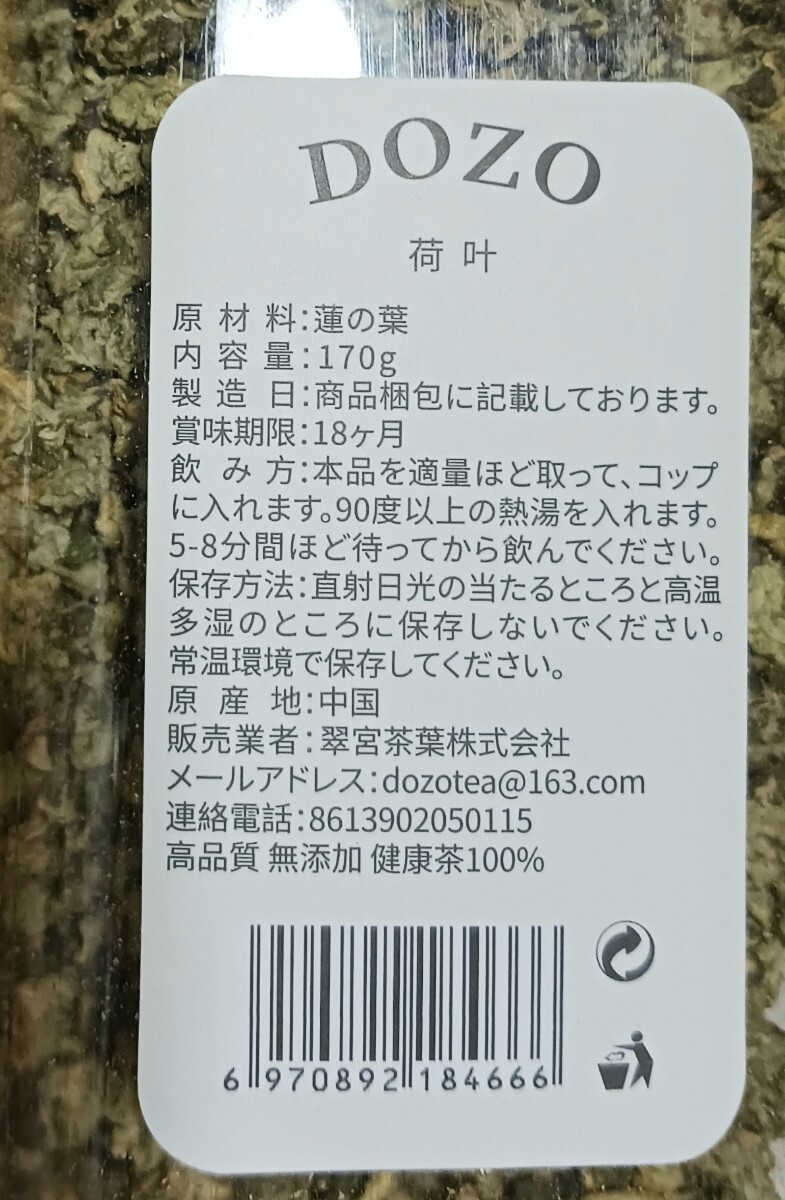 DOZO
荷叶
原材料:蓮の葉
内容量:170g
製造日:商品梱包に記載しております。
賞味期限:18ヶ月
飲み方:本品を適量ほど取って、コップ
に入れます。90度以上の熱湯を入れます。
5-8分間ほど待ってから飲んでください。
保存方法:直射日光の当たるところと高温
多湿のところに保存しないでください。
常温環境で保存してください。
原産地:中国
販売業者:翠宮茶葉株式会社
メールアドレス:dozotea@163.com
連絡電話:8613902050115
高品質 無添加 健康茶100%
6 970892 184666